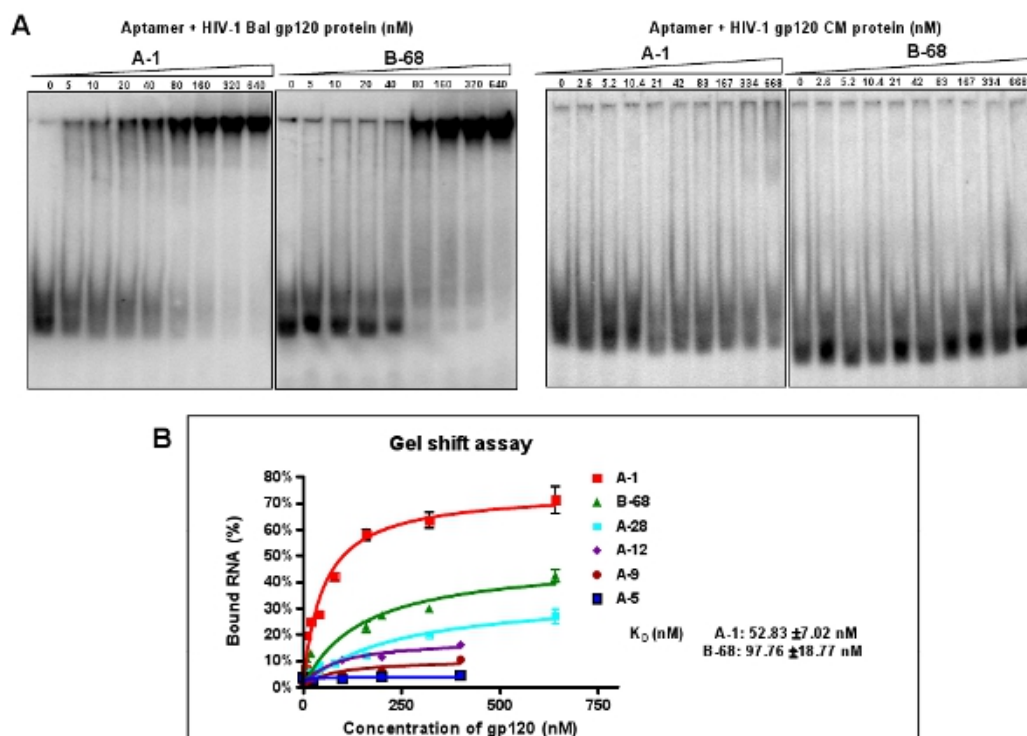 A
Aptamer + HIV-1 Bal gp120 protein (nM)
A-1
B-68
0 5 10 20 40 80 160 320 640
0 5 10 20 40 80 160 320 640
Aptamer + HIV-1 gp120 CM protein (nM)
A-1
B-68
0 2.6 5.2 10.4 21 42 83 167 334 668
0 2.6 5.2 10.4 21 42 83 167 334 668
B
Gel shift assay
Bound RNA (%)
80%
70%
60%
50%
40%
30%
20%
10%
0%
0
250
500
750
Concentration of gp120 (nM)
A-1
B-68
A-28
A-12
A-9
A-5
KD (nM) A-1: 52.83 ±7.02 nM
B-68: 97.76 ±18.77 nM